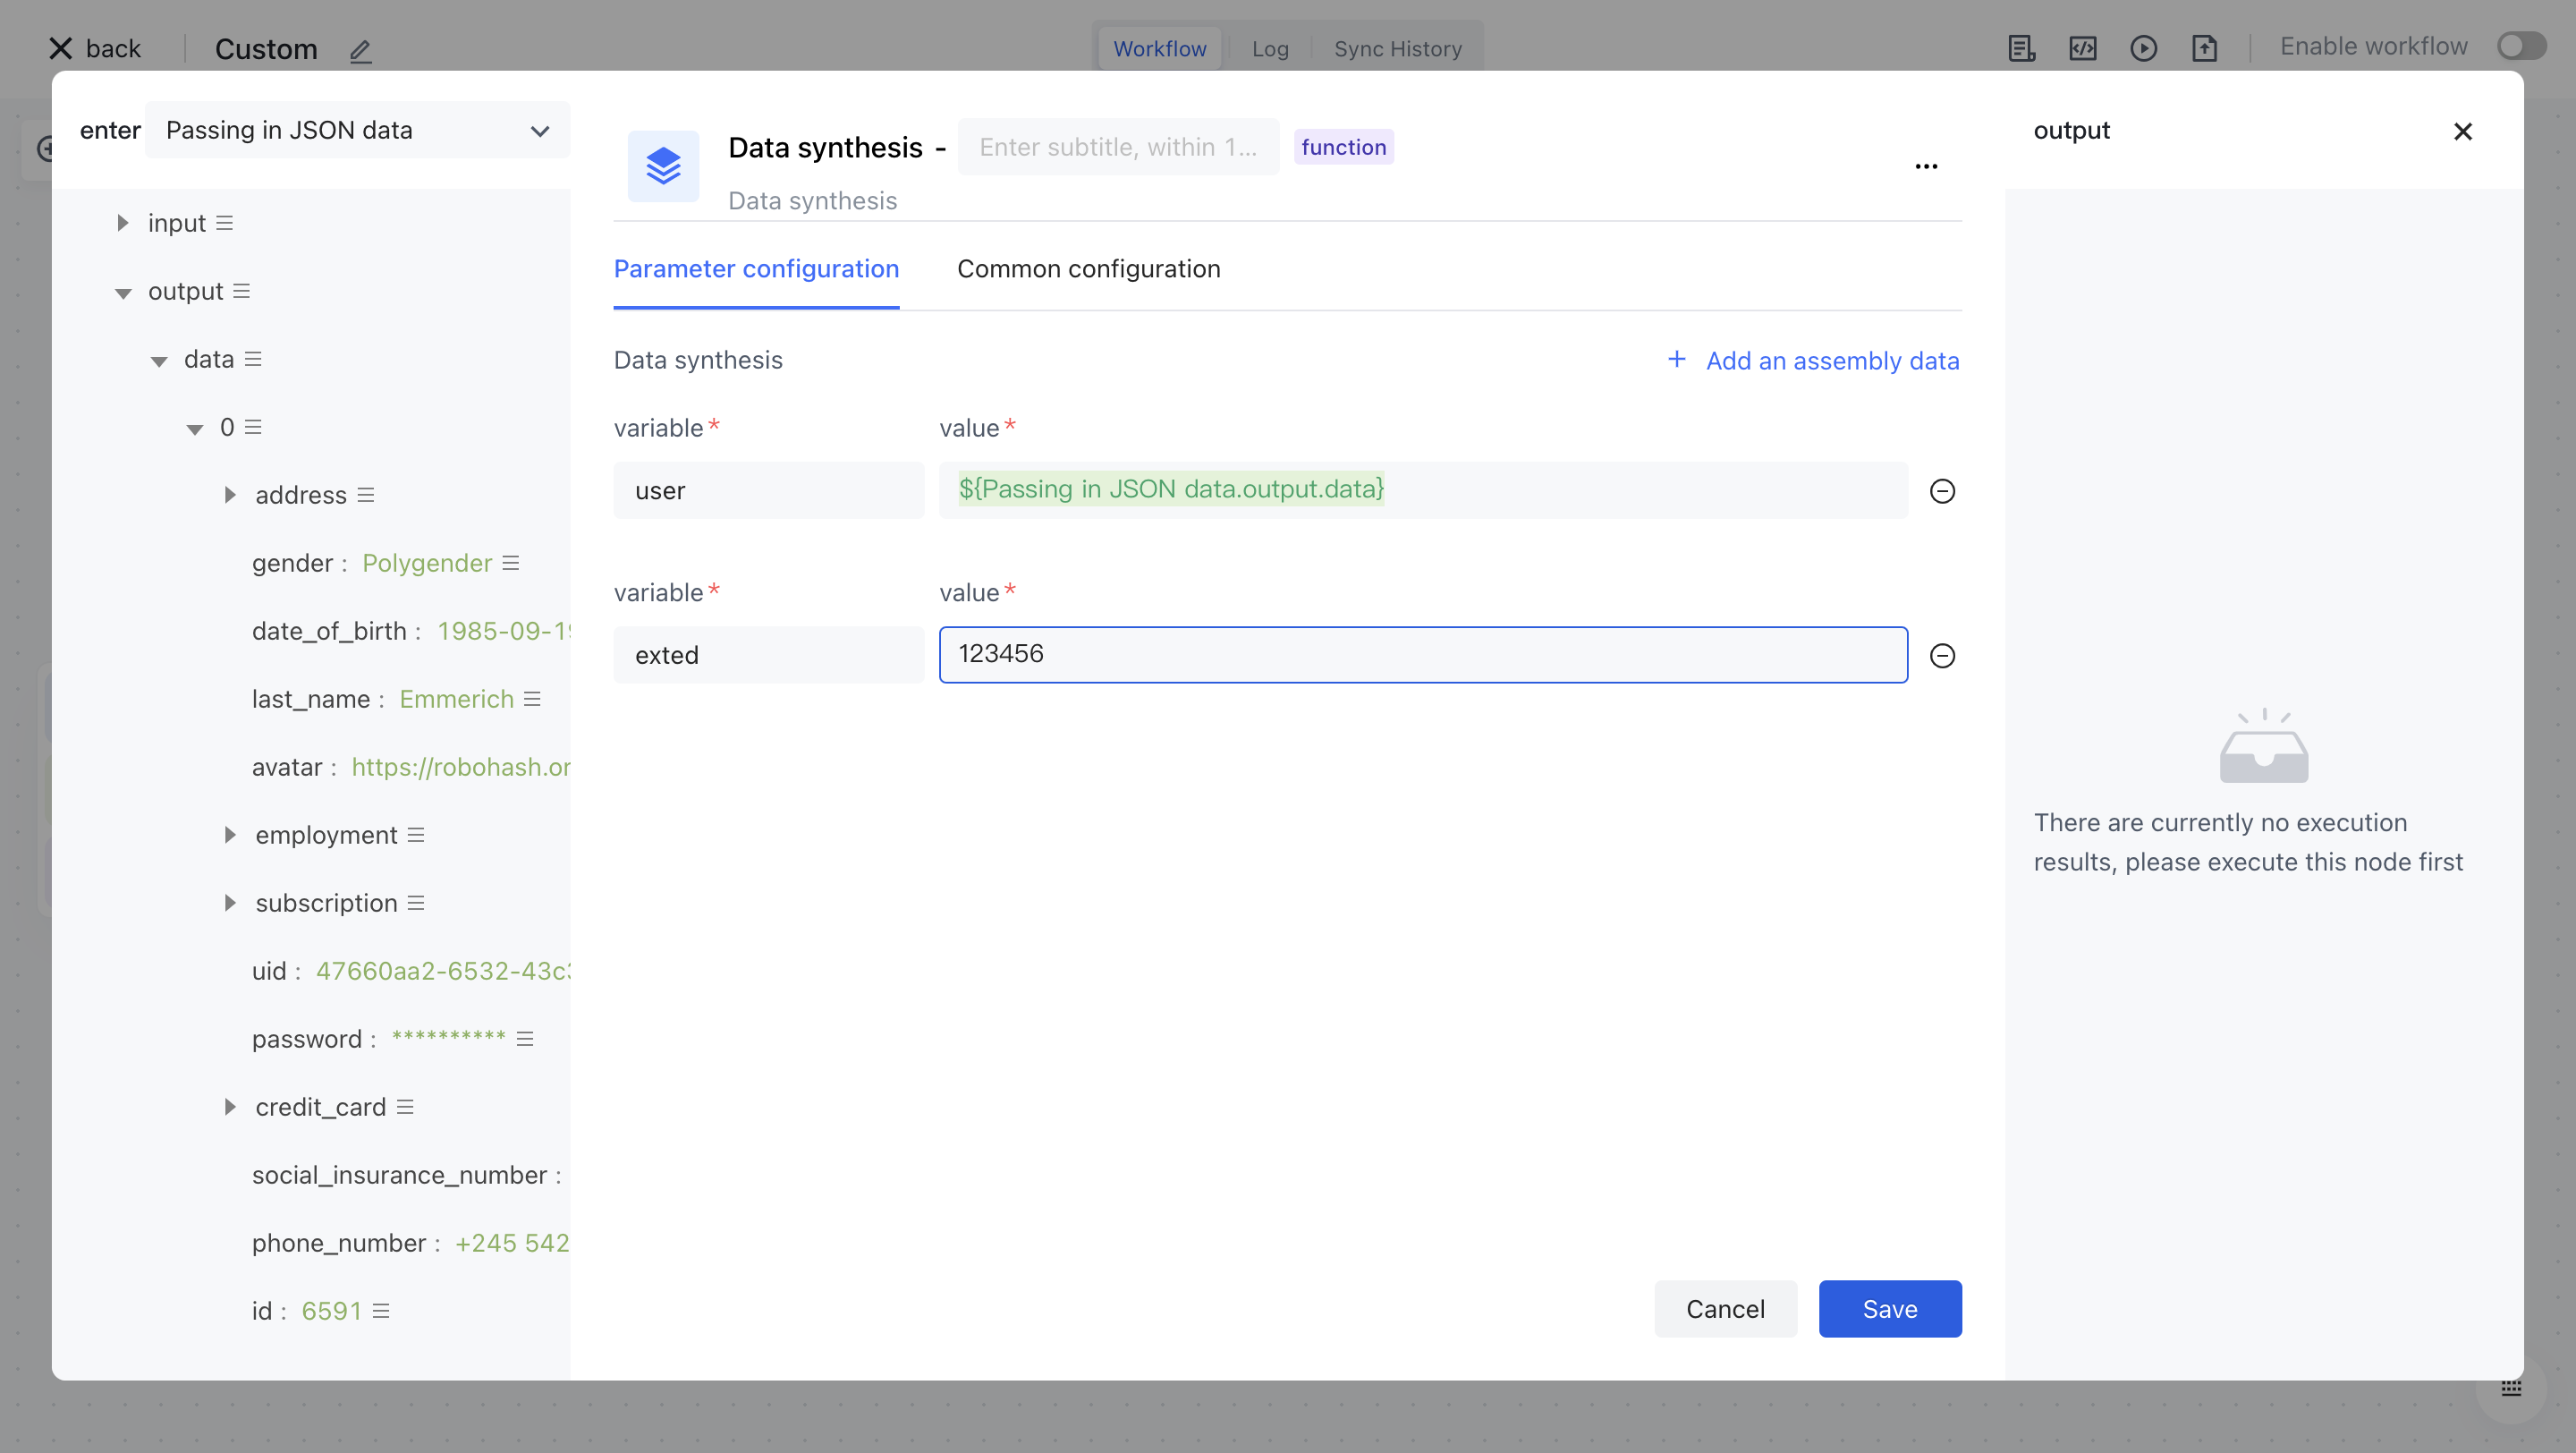 back
Custom
Workflow
Log
Sync History
Enable workflow
enter
Passing in JSON data
input
output
data
0
address
gender : Polygender
date_of_birth : 1985-09-19
last_name : Emmerich
avatar : https://robohash.or
employment
subscription
uid : 47660aa2-6532-43c3
password : **********
credit_card
social_insurance_number :
phone_number : +245 542
id : 6591
Data synthesis -
Enter subtitle, within 1...
function
Data synthesis
Parameter configuration
Common configuration
Data synthesis
+ Add an assembly data
variable*
value*
user
${Passing in JSON data.output.data}
variable*
value*
exted
123456
Cancel
Save
output
There are currently no execution
results, please execute this node first